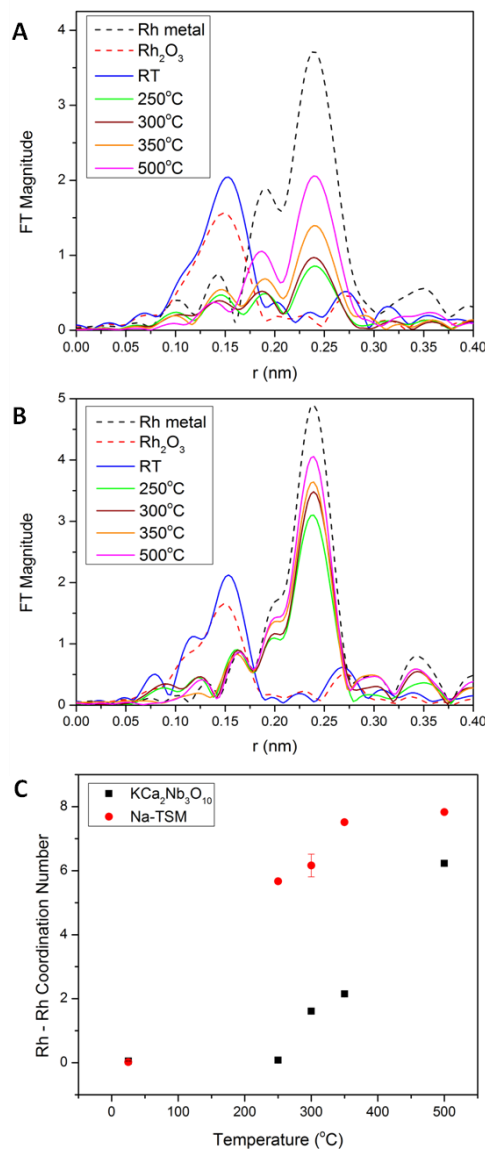 A
Rh metal
Rh2O3
RT
250°C
300°C
350°C
500°C
FT Magnitude
4
3
2
1
0
0.00 0.05 0.10 0.15 0.20 0.25 0.30 0.35 0.40
r (nm)
B
Rh metal
Rh2O3
RT
250°C
300°C
350°C
500°C
FT Magnitude
5
4
3
2
1
0
0.00 0.05 0.10 0.15 0.20 0.25 0.30 0.35 0.40
r (nm)
C
KCa2Nb3O10
Na-TSM
Rh - Rh Coordination Number
8
6
4
2
0
0 100 200 300 400 500
Temperature (°C)